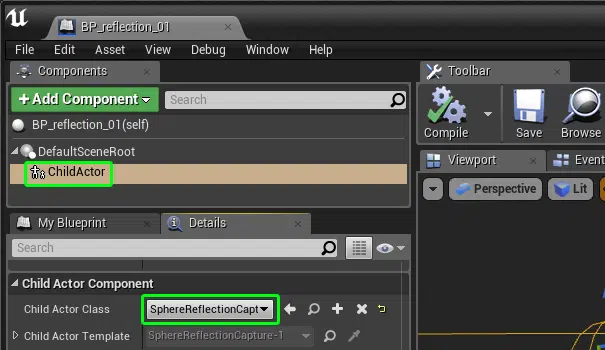 BP_reflection_01
File Edit Asset View Debug Window Help
Components
Toolbar
+ Add Component
Search
Compile
Save
Browse
BP_reflection_01(self)
DefaultSceneRoot
ChildActor
Viewport
Event
Perspective
Lit
My Blueprint
Details
Search
Child Actor Component
Child Actor Class
SphereReflectionCapt
Child Actor Template
SphereReflectionCapture-1